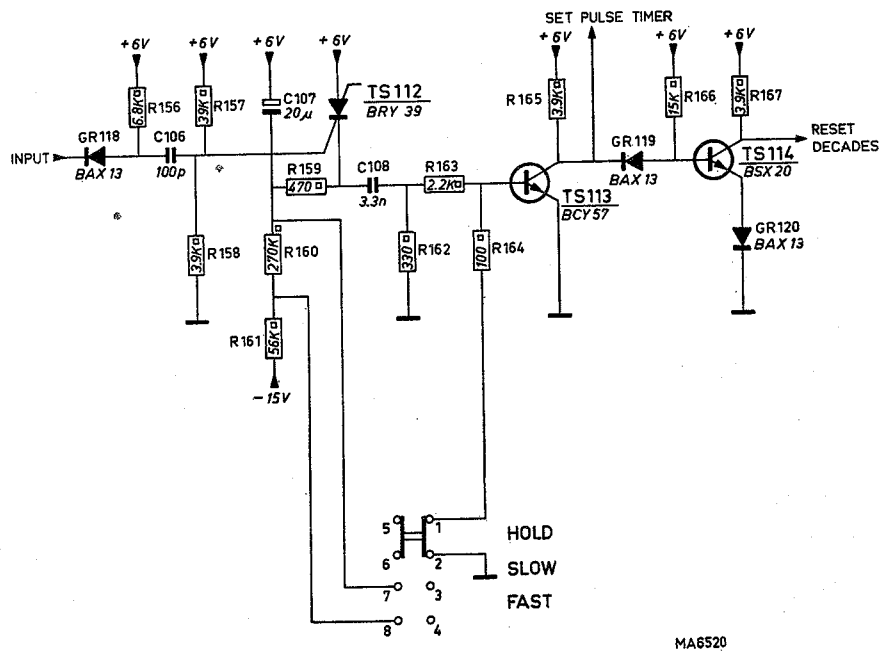 SET PULSE TIMER
+6V +6V +6V +6V +6V +6V +6V
6.8K R156
39K R157
C107
20µ
TS112
BRY 39
R165 3.9K
15K R166
3.9K R167
GR118
BAX 13
C106
100p
INPUT
GR119
BAX 13
RESET
DECADES
TS114
BSX 20
R159
470
C108
3.3n
R163
2.2K
TS113
BCY 57
3.9K R158
270K R160
330 R162
100 R164
GR120
BAX 13
R161 56K
-15V
5 1
6 2
7 3
8 4
HOLD
SLOW
FAST
MA6520